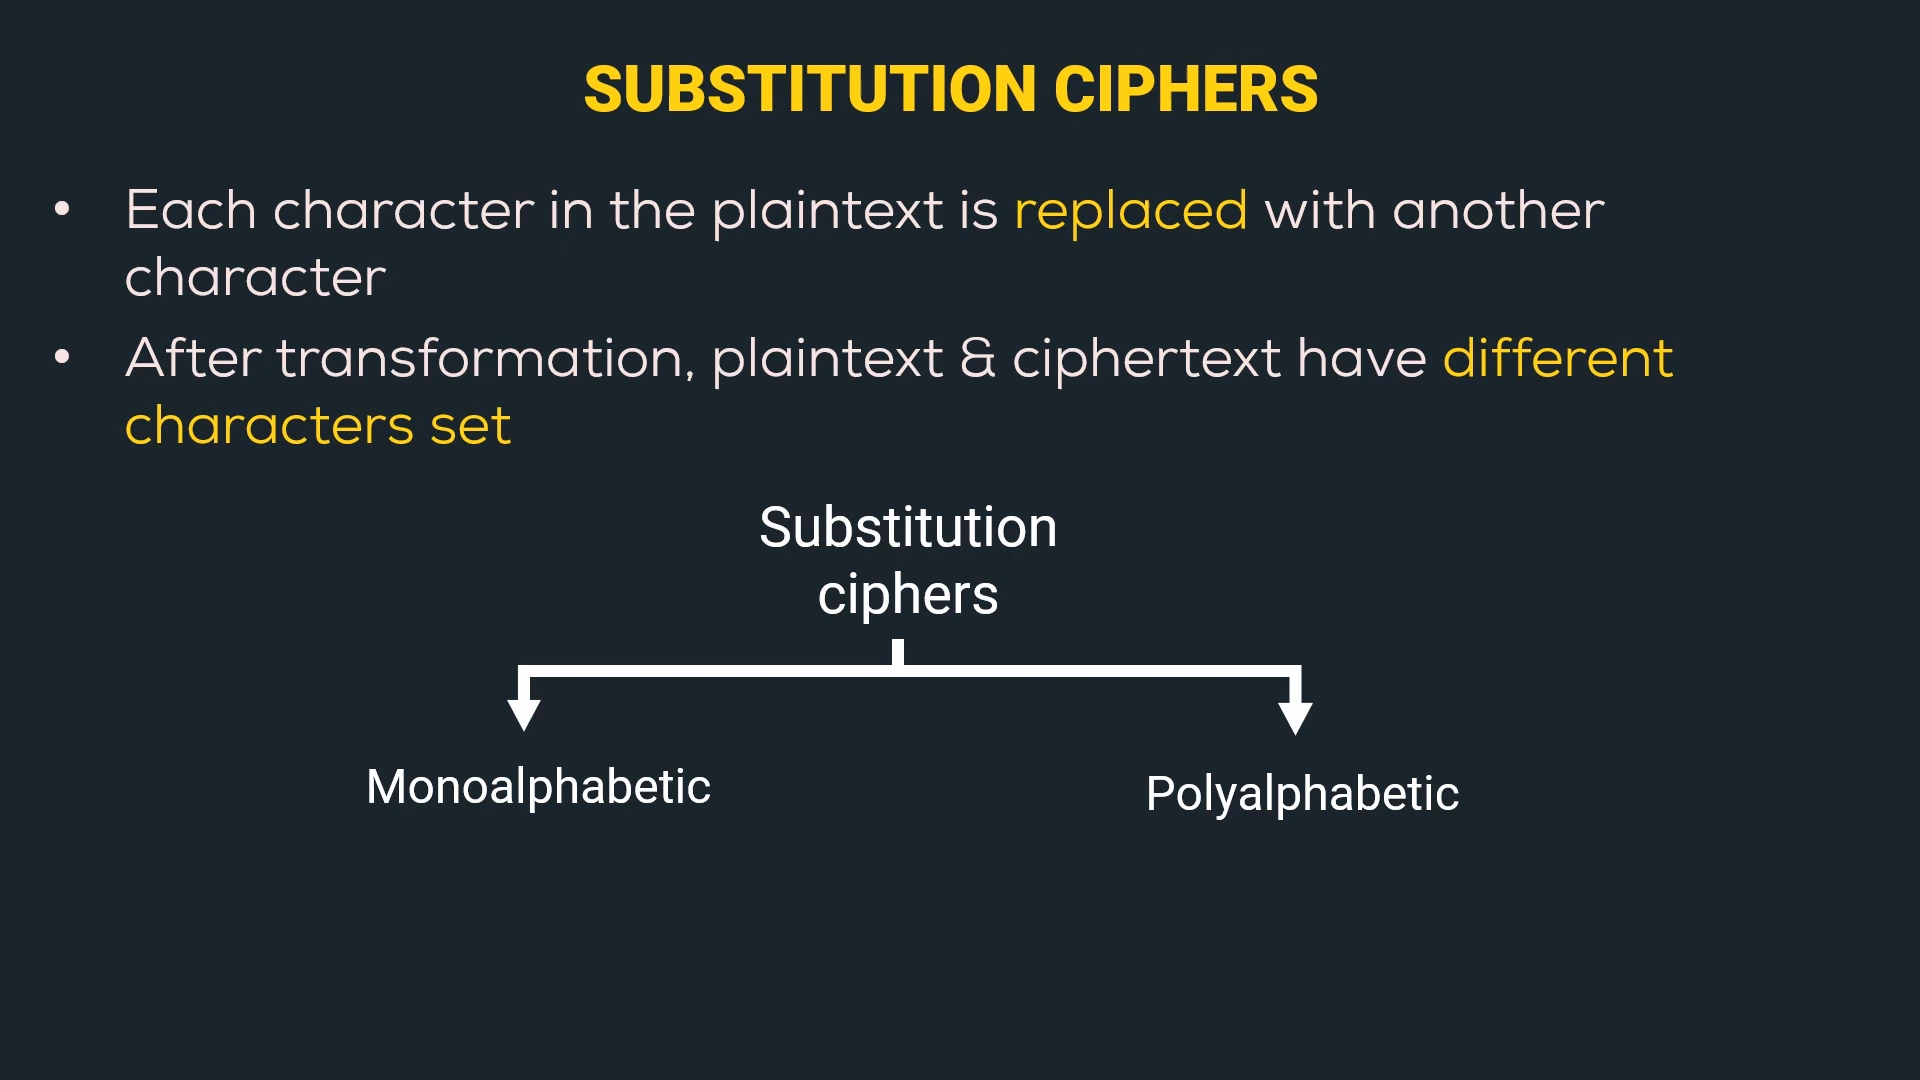 SUBSTITUTION CIPHERS
• Each character in the plaintext is replaced with another
character
• After transformation, plaintext & ciphertext have different
characters set
Substitution
ciphers
Monoalphabetic
Polyalphabetic